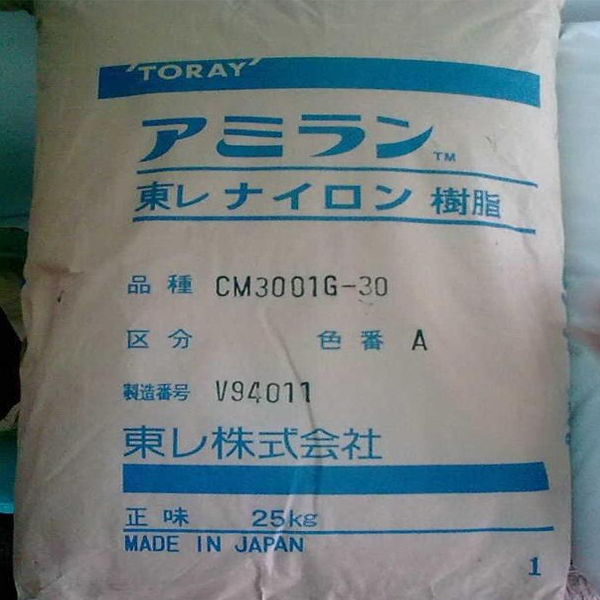 'TORAY'
アミラン™
東レ ナイロン 樹脂
品種 CM3001G-30
区分 色番 A
製造番号 V94011
東レ株式会社
正味 25kg
MADE IN JAPAN
1